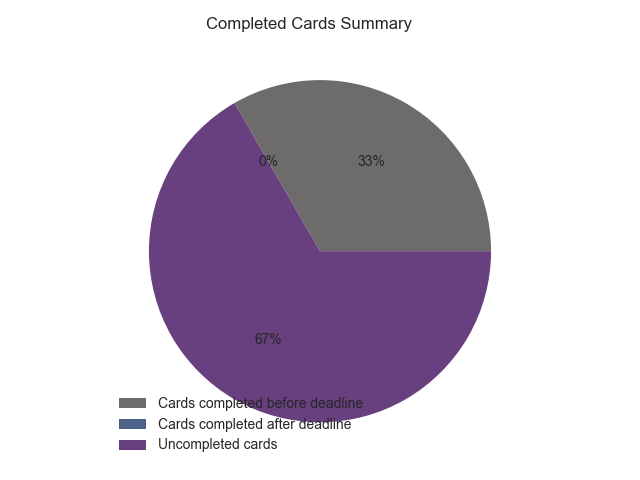 Completed Cards Summary
0%
33%
67%
Cards completed before deadline
Cards completed after deadline
Uncompleted cards